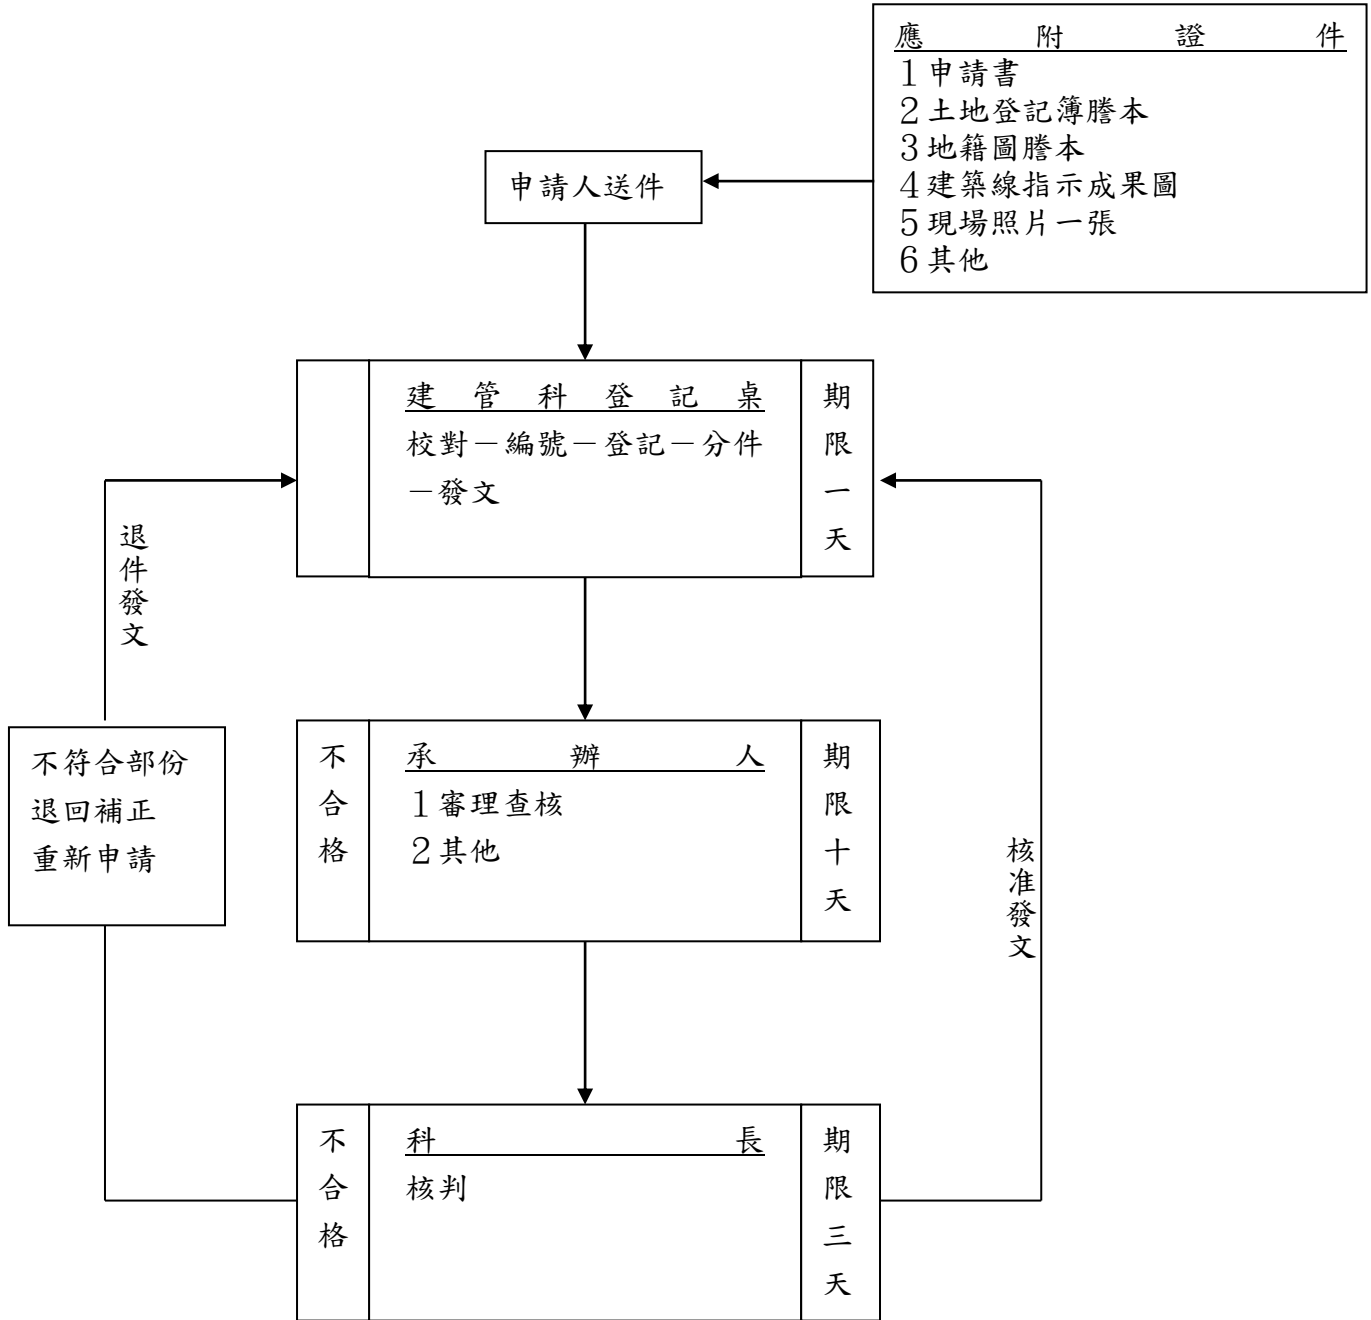 應附證件
1申請書
2土地登記簿謄本
3地籍圖謄本
4建築線指示成果圖
5現場照片一張
6其他
申請人送件
建管科登記桌
校對－編號－登記－分件
－發文
期限一天
退件發文
不符合部份
退回補正
重新申請
不合格
承辦人
1審理查核
2其他
期限十天
核准發文
不合格
科長
核判
期限三天